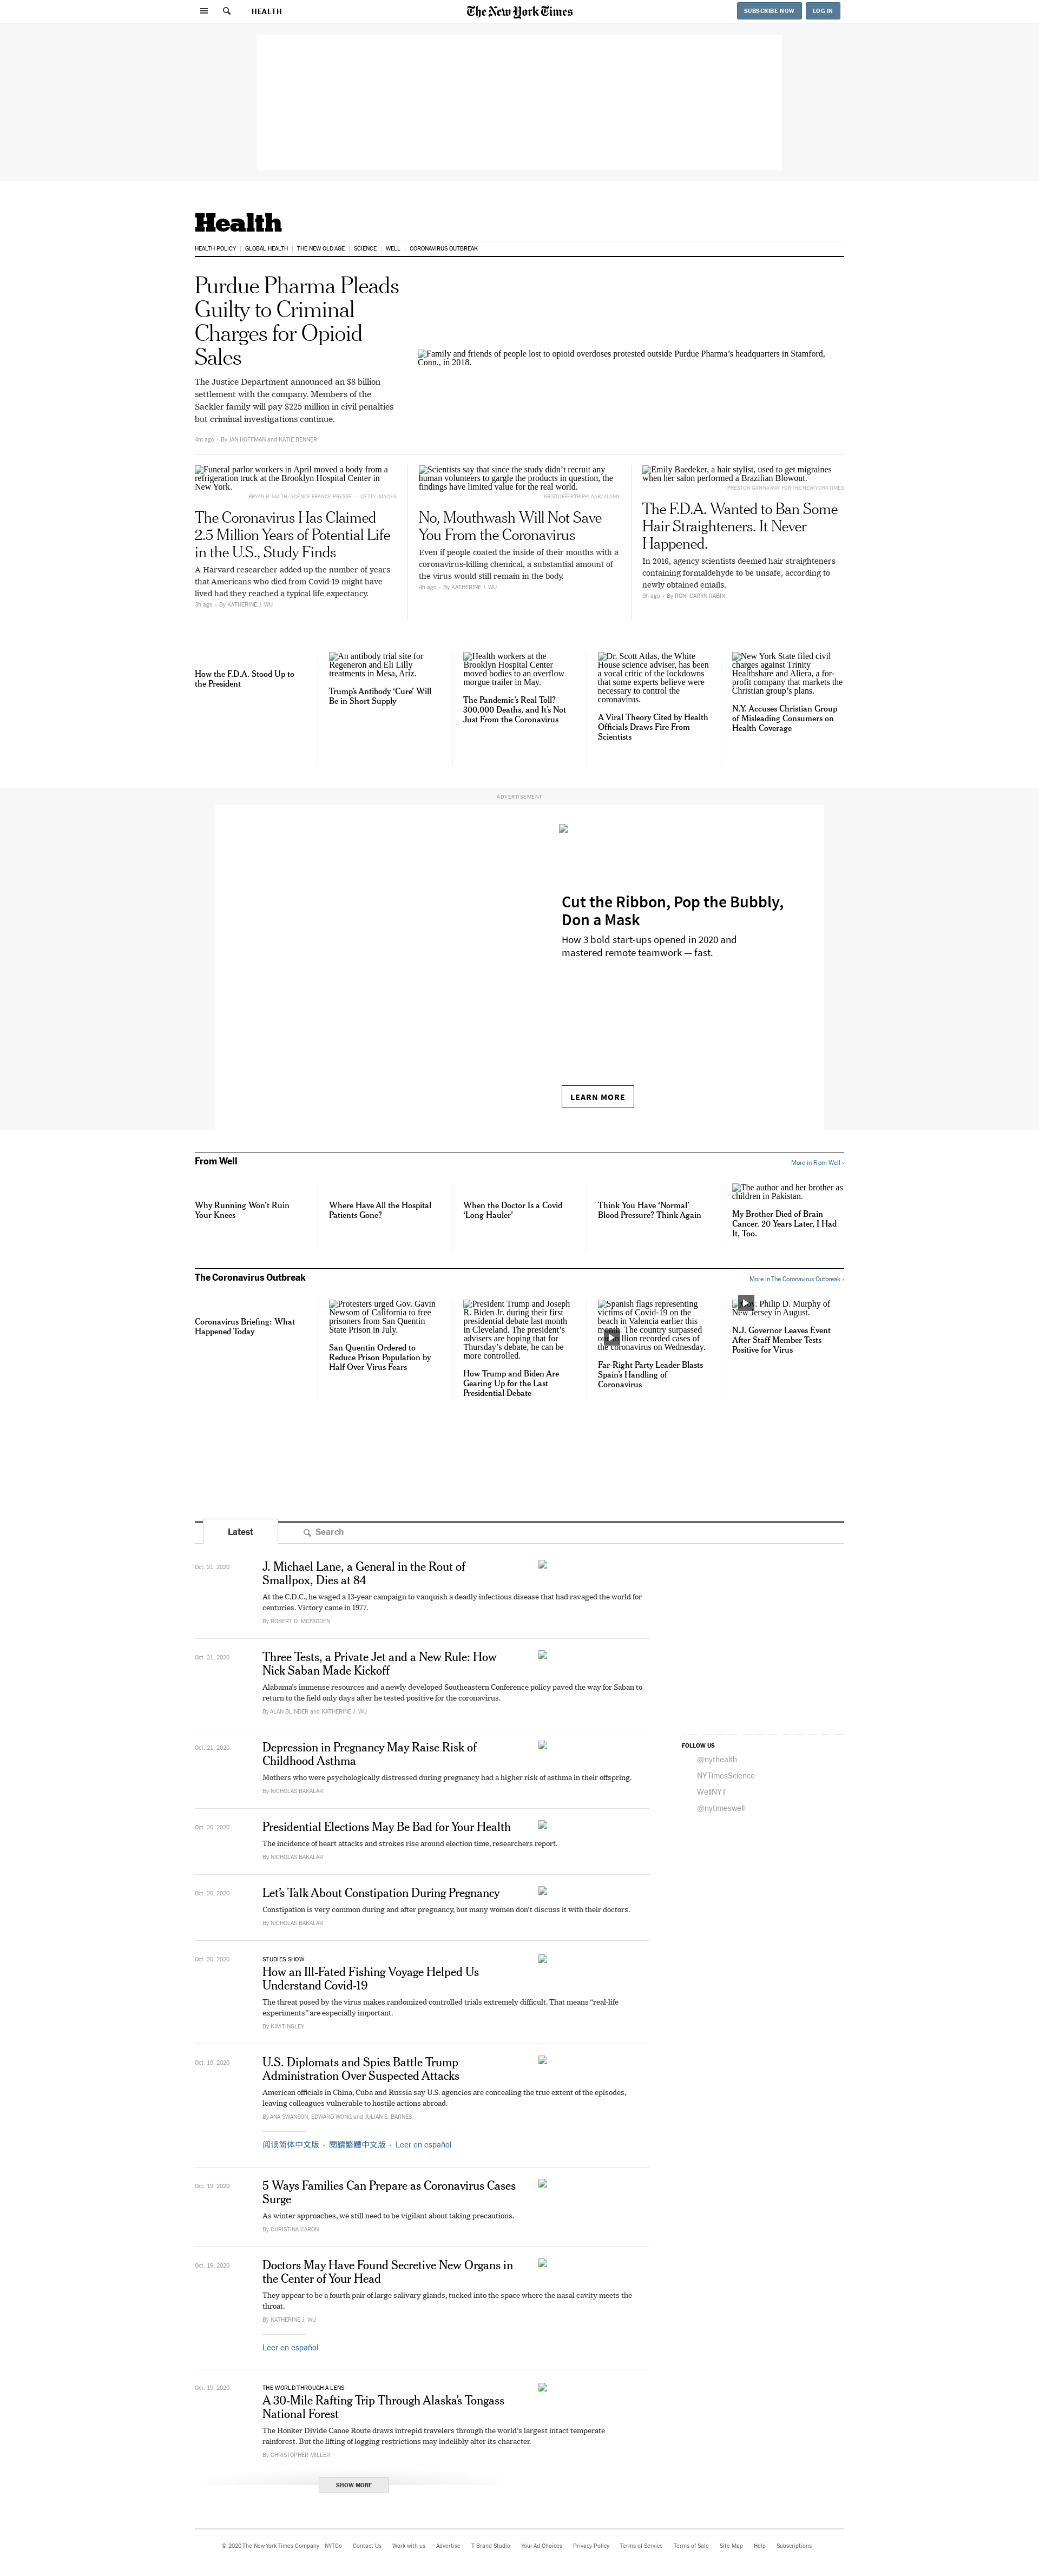 HEALTH
The New York Times
SUBSCRIBE NOW
LOG IN
Health
HEALTH POLICY | GLOBAL HEALTH | THE NEW OLD AGE | SCIENCE | WELL | CORONAVIRUS OUTBREAK
Purdue Pharma Pleads
Guilty to Criminal
Charges for Opioid
Sales
The Justice Department announced an $8 billion
settlement with the company. Members of the
Sackler family will pay $225 million in civil penalties
but criminal investigations continue.
4m ago · By JAN HOFFMAN and KATIE BENNER
Family and friends of people lost to opioid overdoses protested outside Purdue Pharma’s headquarters in Stamford,
Conn., in 2018.
Funeral parlor workers in April moved a body from a
refrigeration truck at the Brooklyn Hospital Center in
New York.
BRYAN R. SMITH/AGENCE FRANCE-PRESSE — GETTY IMAGES
The Coronavirus Has Claimed
2.5 Million Years of Potential Life
in the U.S., Study Finds
A Harvard researcher added up the number of years
that Americans who died from Covid-19 might have
lived had they reached a typical life expectancy.
3h ago · By KATHERINE J. WU
Scientists say that since the study didn’t recruit any
human volunteers to gargle the products in question, the
findings have limited value for the real world.
KRISTOFFER TRIPPLAAR/ALAMY
No, Mouthwash Will Not Save
You From the Coronavirus
Even if people coated the inside of their mouths with a
coronavirus-killing chemical, a substantial amount of
the virus would still remain in the body.
4h ago · By KATHERINE J. WU
Emily Baedeker, a hair stylist, used to get migraines
when her salon performed a Brazilian Blowout.
PRESTON GANNAWAY FOR THE NEW YORK TIMES
The F.D.A. Wanted to Ban Some
Hair Straighteners. It Never
Happened.
In 2016, agency scientists deemed hair straighteners
containing formaldehyde to be unsafe, according to
newly obtained emails.
9h ago · By RONI CARYN RABIN
How the F.D.A. Stood Up to
the President
An antibody trial site for
Regeneron and Eli Lilly
treatments in Mesa, Ariz.
Trump’s Antibody ‘Cure’ Will
Be in Short Supply
Health workers at the
Brooklyn Hospital Center
moved bodies to an overflow
morgue trailer in May.
The Pandemic’s Real Toll?
300,000 Deaths, and It’s Not
Just From the Coronavirus
Dr. Scott Atlas, the White
House science adviser, has been
a vocal critic of the lockdowns
that some experts believe were
necessary to control the
coronavirus.
A Viral Theory Cited by Health
Officials Draws Fire From
Scientists
New York State filed civil
charges against Trinity
Healthshare and Aliera, a for-
profit company that markets the
Christian group’s plans.
N.Y. Accuses Christian Group
of Misleading Consumers on
Health Coverage
ADVERTISEMENT
Cut the Ribbon, Pop the Bubbly,
Don a Mask
How 3 bold start-ups opened in 2020 and
mastered remote teamwork — fast.
LEARN MORE
From Well
More in From Well ›
Why Running Won’t Ruin
Your Knees
Where Have All the Hospital
Patients Gone?
When the Doctor Is a Covid
‘Long Hauler’
Think You Have ‘Normal’
Blood Pressure? Think Again
The author and her brother as
children in Pakistan.
My Brother Died of Brain
Cancer. 20 Years Later, I Had
It, Too.
The Coronavirus Outbreak
More in The Coronavirus Outbreak ›
Coronavirus Briefing: What
Happened Today
Protesters urged Gov. Gavin
Newsom of California to free
prisoners from San Quentin
State Prison in July.
San Quentin Ordered to
Reduce Prison Population by
Half Over Virus Fears
President Trump and Joseph
R. Biden Jr. during their first
presidential debate last month
in Cleveland. The president’s
advisers are hoping that for
Thursday’s debate, he can be
more controlled.
How Trump and Biden Are
Gearing Up for the Last
Presidential Debate
Spanish flags representing
victims of Covid-19 on the
beach in Valencia earlier this
The country surpassed
illion recorded cases of
the coronavirus on Wednesday.
Far-Right Party Leader Blasts
Spain’s Handling of
Coronavirus
Philip D. Murphy of
New Jersey in August.
N.J. Governor Leaves Event
After Staff Member Tests
Positive for Virus
Latest
Search
Oct. 21, 2020
J. Michael Lane, a General in the Rout of
Smallpox, Dies at 84
At the C.D.C., he waged a 13-year campaign to vanquish a deadly infectious disease that had ravaged the world for
centuries. Victory came in 1977.
By ROBERT D. MCFADDEN
Oct. 21, 2020
Three Tests, a Private Jet and a New Rule: How
Nick Saban Made Kickoff
Alabama’s immense resources and a newly developed Southeastern Conference policy paved the way for Saban to
return to the field only days after he tested positive for the coronavirus.
By ALAN BLINDER and KATHERINE J. WU
Oct. 21, 2020
Depression in Pregnancy May Raise Risk of
Childhood Asthma
Mothers who were psychologically distressed during pregnancy had a higher risk of asthma in their offspring.
By NICHOLAS BAKALAR
Oct. 20, 2020
Presidential Elections May Be Bad for Your Health
The incidence of heart attacks and strokes rise around election time, researchers report.
By NICHOLAS BAKALAR
Oct. 20, 2020
Let’s Talk About Constipation During Pregnancy
Constipation is very common during and after pregnancy, but many women don’t discuss it with their doctors.
By NICHOLAS BAKALAR
Oct. 20, 2020
STUDIES SHOW
How an Ill-Fated Fishing Voyage Helped Us
Understand Covid-19
The threat posed by the virus makes randomized controlled trials extremely difficult. That means “real-life
experiments” are especially important.
By KIM TINGLEY
Oct. 19, 2020
U.S. Diplomats and Spies Battle Trump
Administration Over Suspected Attacks
American officials in China, Cuba and Russia say U.S. agencies are concealing the true extent of the episodes,
leaving colleagues vulnerable to hostile actions abroad.
By ANA SWANSON, EDWARD WONG and JULIAN E. BARNES
阅读简体中文版 · 閱讀繁體中文版 · Leer en español
Oct. 19, 2020
5 Ways Families Can Prepare as Coronavirus Cases
Surge
As winter approaches, we still need to be vigilant about taking precautions.
By CHRISTINA CARON
Oct. 19, 2020
Doctors May Have Found Secretive New Organs in
the Center of Your Head
They appear to be a fourth pair of large salivary glands, tucked into the space where the nasal cavity meets the
throat.
By KATHERINE J. WU
Leer en español
Oct. 19, 2020
THE WORLD THROUGH A LENS
A 30-Mile Rafting Trip Through Alaska’s Tongass
National Forest
The Honker Divide Canoe Route draws intrepid travelers through the world’s largest intact temperate
rainforest. But the lifting of logging restrictions may indelibly alter its character.
By CHRISTOPHER MILLER
SHOW MORE
FOLLOW US
@nythealth
NYTimesScience
WellNYT
@nytimeswell
© 2020 The New York Times Company NYTCo Contact Us Work with us Advertise T Brand Studio Your Ad Choices Privacy Policy Terms of Service Terms of Sale Site Map Help Subscriptions